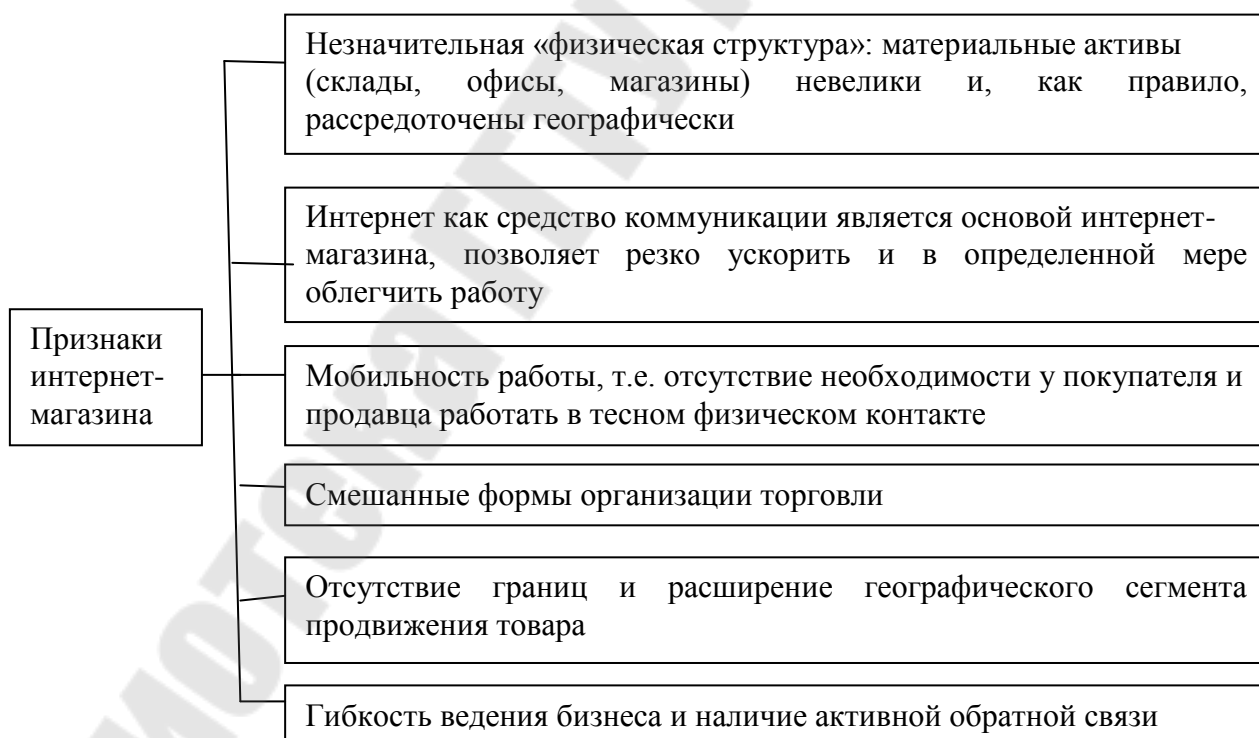 Незначительная «физическая структура»: материальные активы
(склады, офисы, магазины) невелики и, как правило,
рассредоточены географически
Интернет как средство коммуникации является основой интернет-
магазина, позволяет резко ускорить и в определенной мере
облегчить работу
Признаки
интернет-
магазина
Мобильность работы, т.е. отсутствие необходимости у покупателя и
продавца работать в тесном физическом контакте
Смешанные формы организации торговли
Отсутствие границ и расширение географического сегмента
продвижения товара
Гибкость ведения бизнеса и наличие активной обратной связи